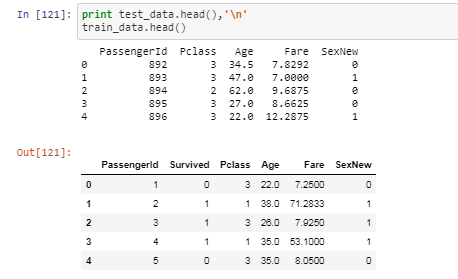 In [121]: print test_data.head(),'\n'
train_data.head()
PassengerId Pclass Age Fare SexNew
0 892 3 34.5 7.8292 0
1 893 3 47.0 7.0000 1
2 894 2 62.0 9.6875 0
3 895 3 27.0 8.6625 0
4 896 3 22.0 12.2875 1
Out[121]:
PassengerId Survived Pclass Age Fare SexNew
0 1 0 3 22.0 7.2500 0
1 2 1 1 38.0 71.2833 1
2 3 1 3 26.0 7.9250 1
3 4 1 1 35.0 53.1000 1
4 5 0 3 35.0 8.0500 0